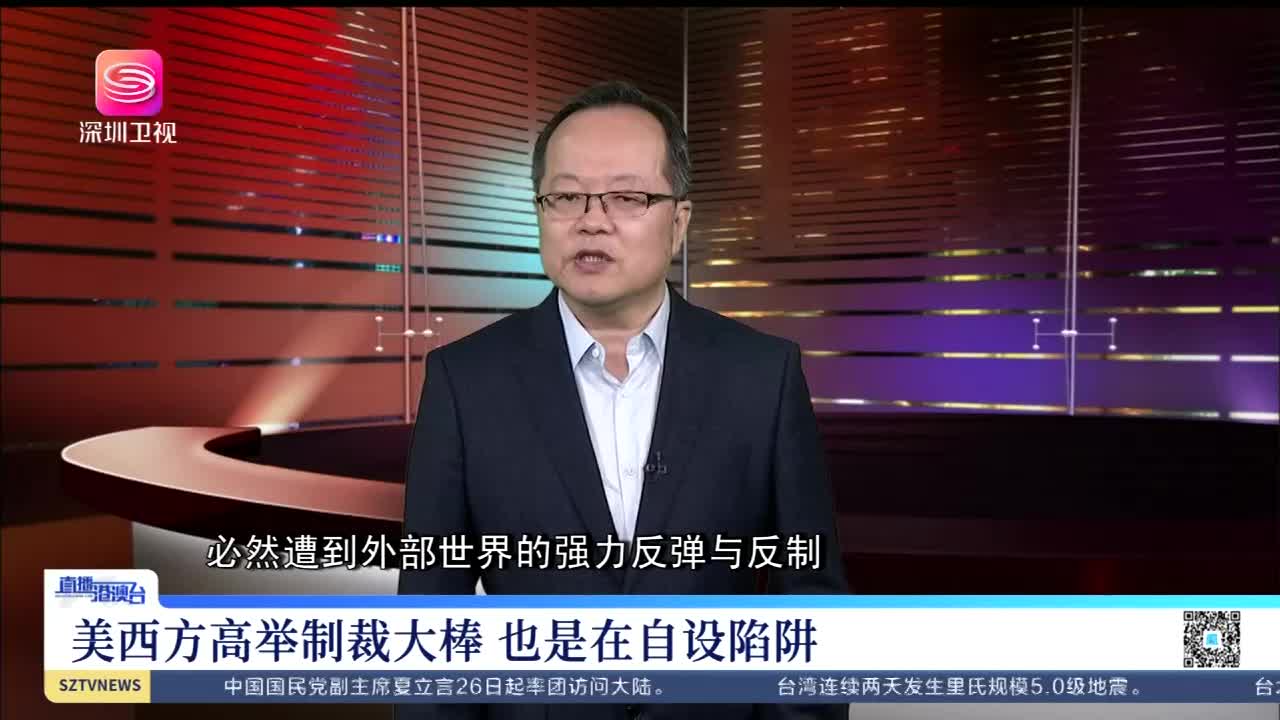 深圳卫视
必然遭到外部世界的强力反弹与反制
直播港澳台
美西方高举制裁大棒 也是在自设陷阱
SZTVNEWS
中国国民党副主席夏立言26日起率团访问大陆。 台湾连续两天发生里氏规模5.0级地震。 台